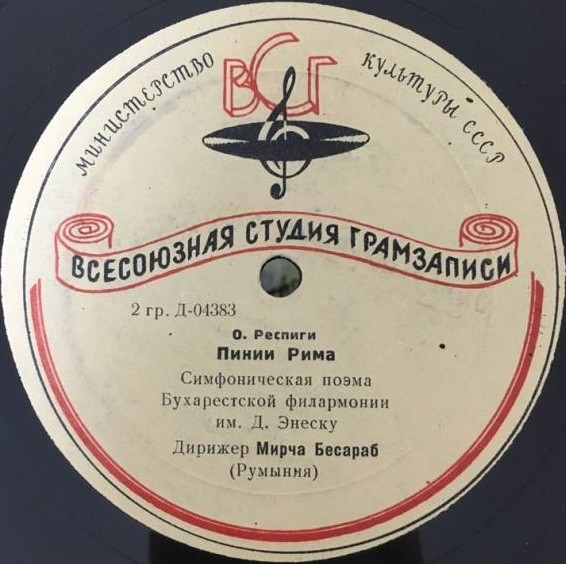 МИНИСТЕРСТВО КУЛЬТУРЫ СССР
ВСГ
ВСЕСОЮЗНАЯ СТУДИЯ ГРАМЗАПИСИ
2 гр. Д-04383
О. Респиги
Пинии Рима
Симфоническая поэма
Бухарестской филармонии
им. Д. Энеску
Дирижер Мирча Бесараб
(Румыния)